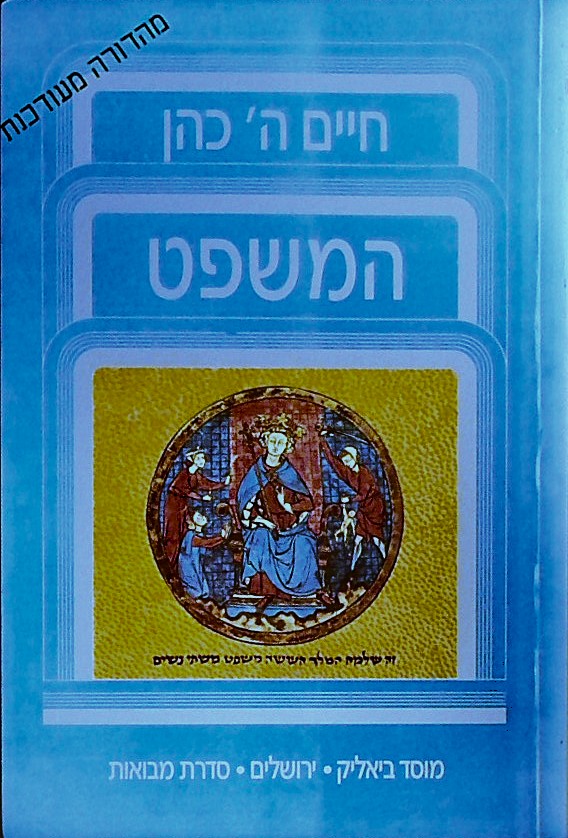 מהדורה מעודכנת
חיים ה' כהן
המשפט
זה שלמה המלך העושה משפט משתי נשים
מוסד ביאליק • ירושלים • סדרת מבואות